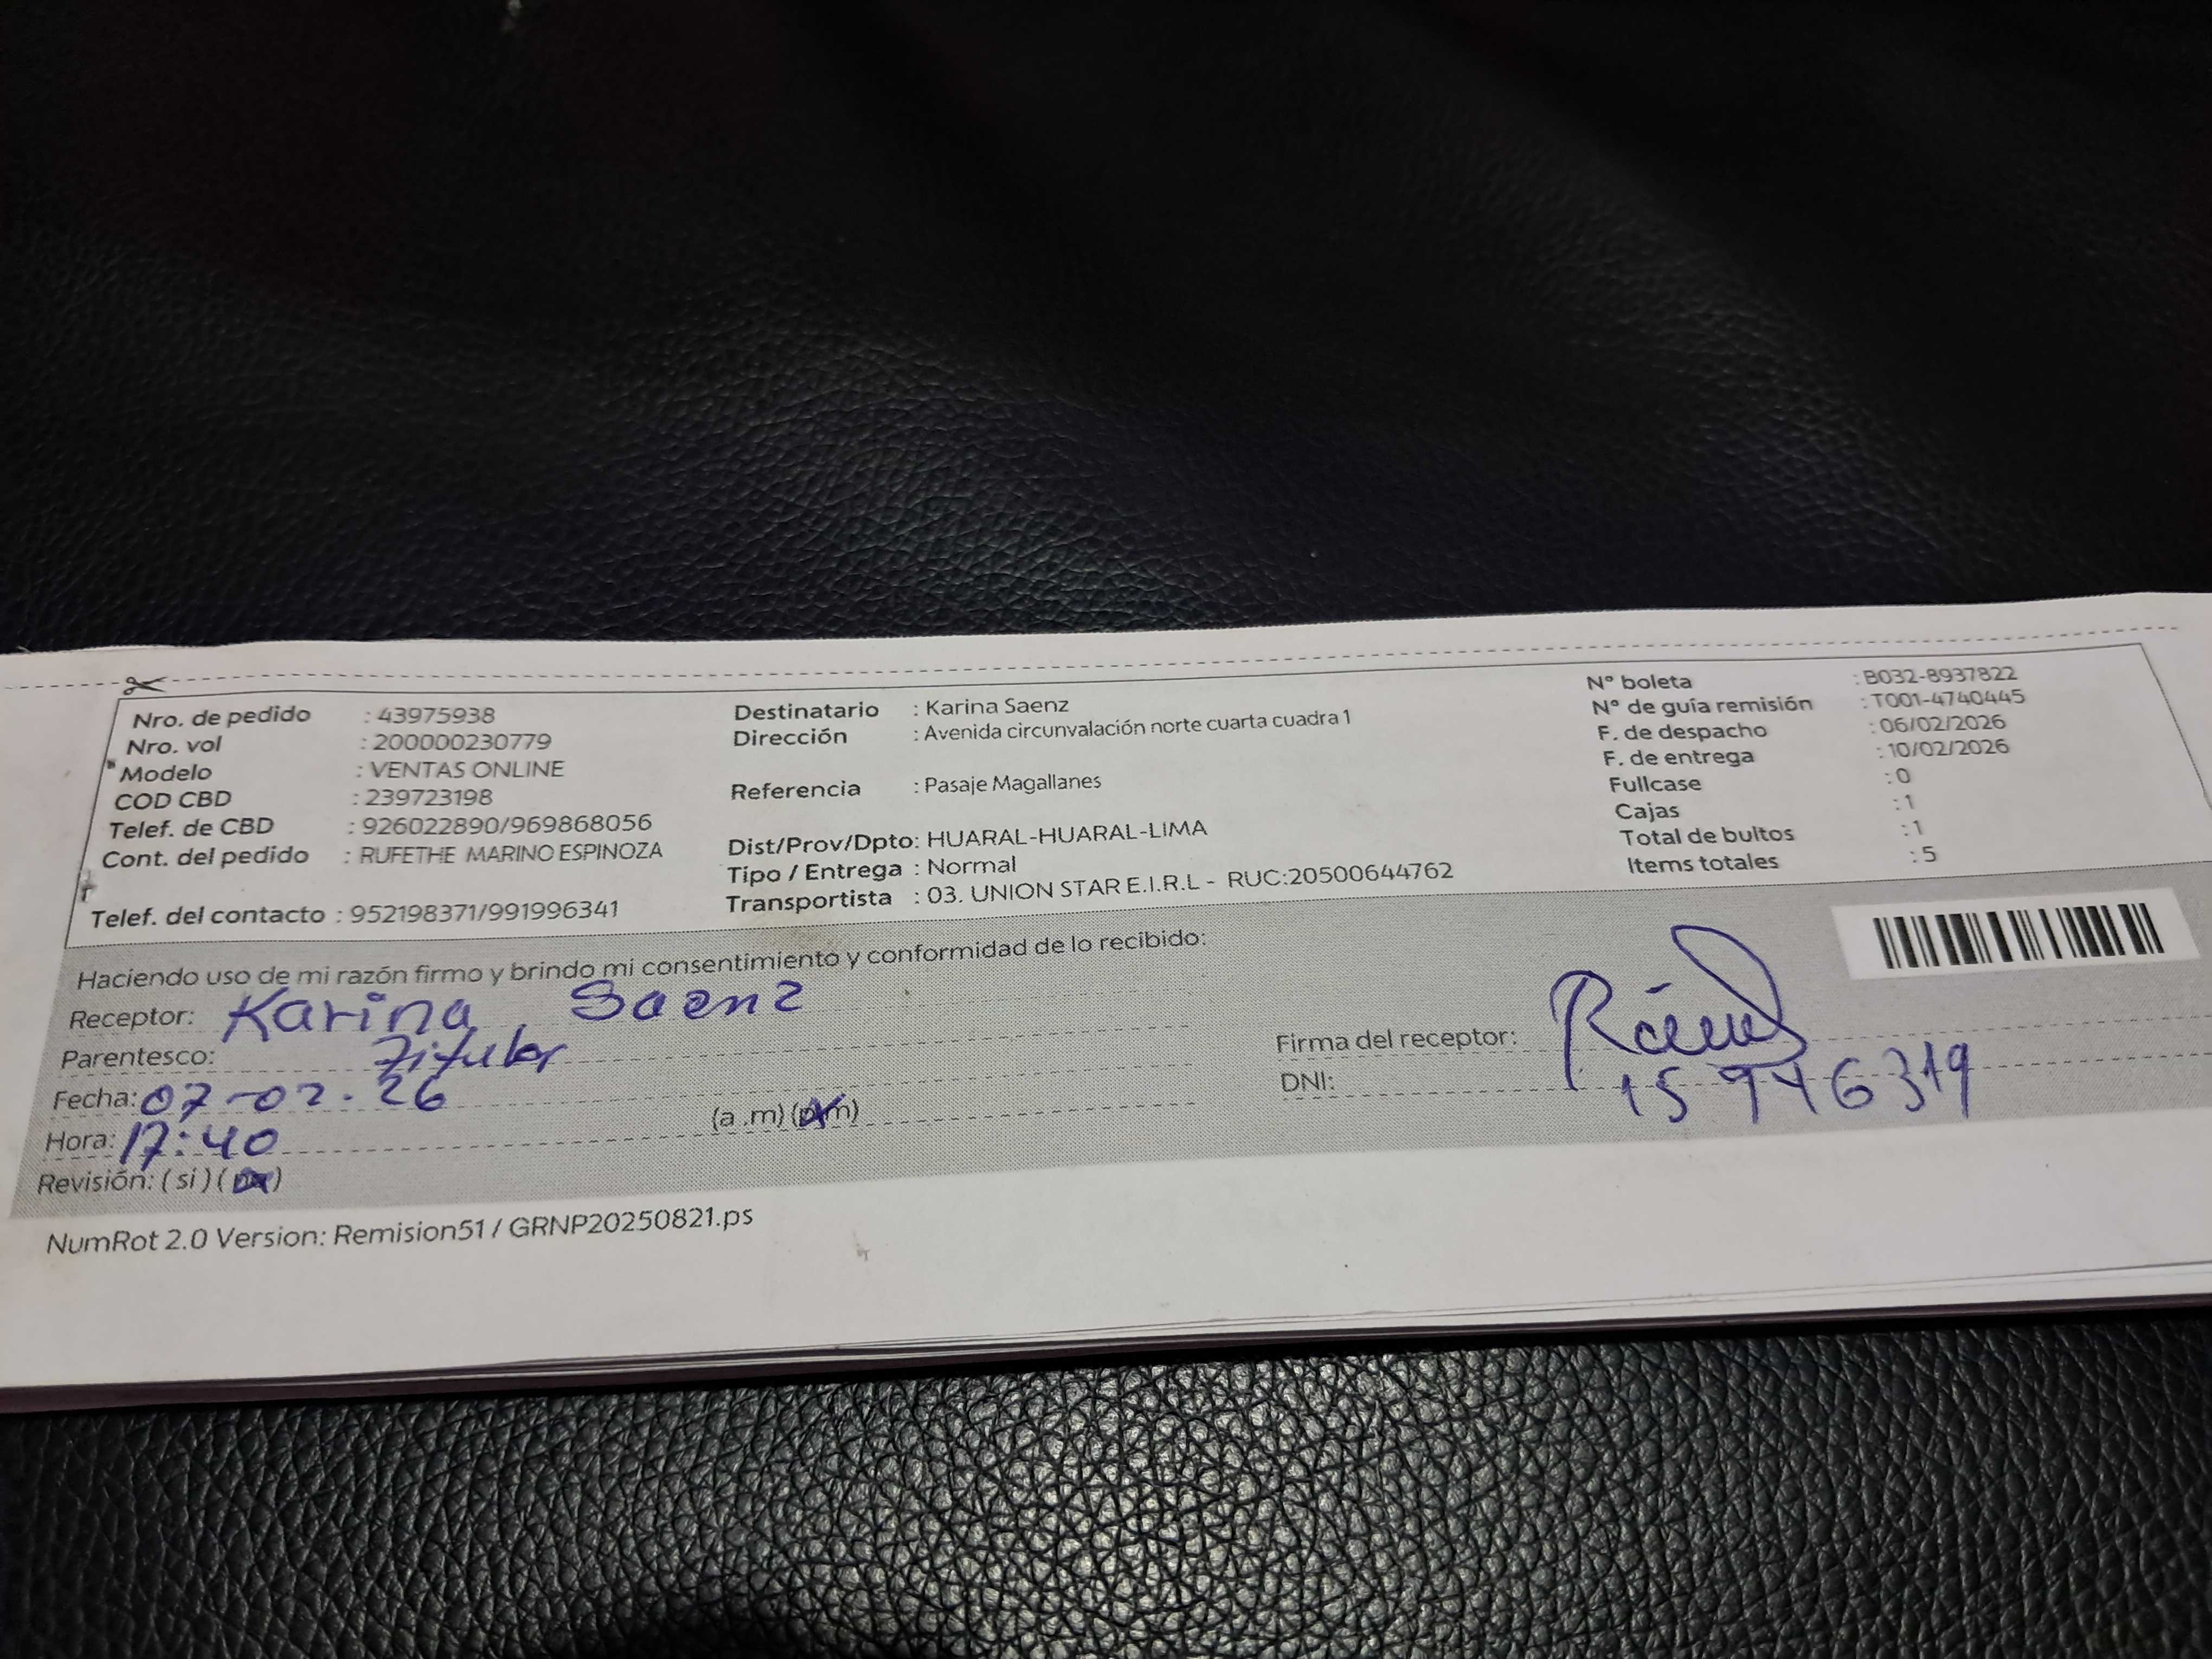 Nro. de pedido : 43975938
Nro. vol : 200000230779
Modelo : VENTAS ONLINE
COD CBD : 239723198
Telef. de CBD : 926022890/969868056
Cont. del pedido : RUFETHE MARINO ESPINOZA
Telef. del contacto : 952198371/991996341
Destinatario : Karina Saenz
Dirección : Avenida circunvalación norte cuarta cuadra 1
Referencia : Pasaje Magallanes
Dist/Prov/Dpto: HUARAL-HUARAL-LIMA
Tipo / Entrega : Normal
Transportista : 03. UNION STAR E.I.R.L - RUC:20500644762
N° boleta : B032-8937822
N° de guía remisión : T001-4740445
F. de despacho : 06/02/2026
F. de entrega : 10/02/2026
Fullcase : 0
Cajas : 1
Total de bultos : 1
Items totales : 5
Haciendo uso de mi razón firmo y brindo mi consentimiento y conformidad de lo recibido:
Receptor: Karina Saenz
Parentesco: Titular
Fecha: 07-02-26
Hora: 17:40 (a .m) (p.m)
Revisión: ( si ) ( no )
Firma del receptor:
DNI: 15946319
NumRot 2.0 Version: Remision51 / GRNP20250821.ps